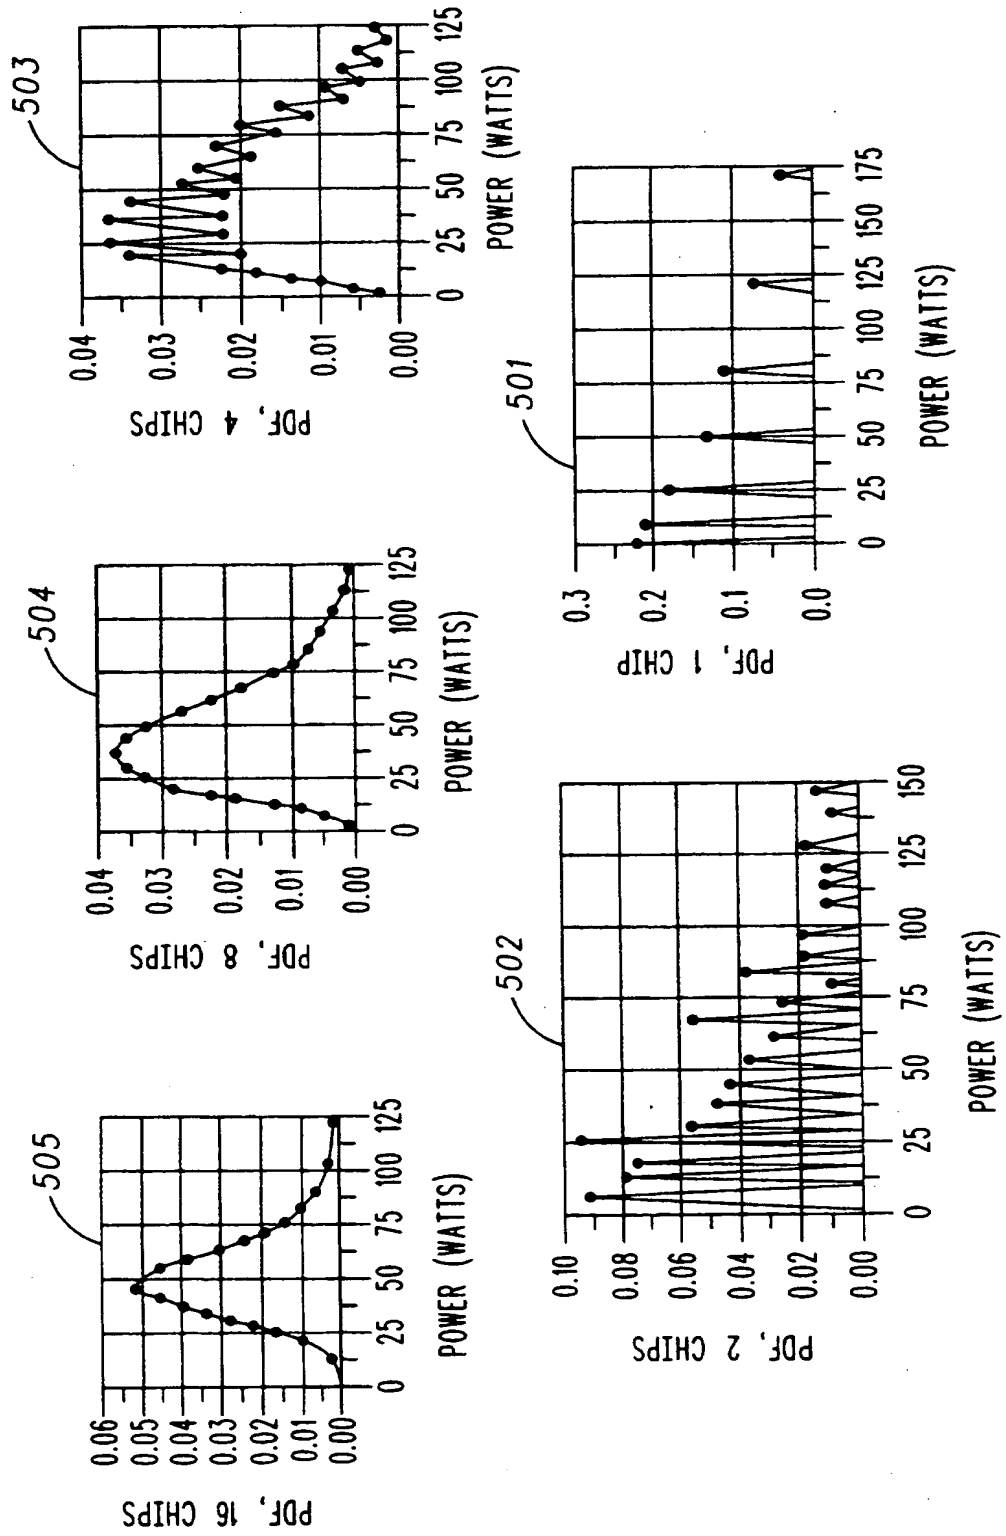 505
PDF, 16 CHIPS
0.06
0.05
0.04
0.03
0.02
0.01
0.00
0 25 50 75 100 125
POWER (WATTS)
504
PDF, 8 CHIPS
0.04
0.03
0.02
0.01
0.00
0 25 50 75 100 125
POWER (WATTS)
503
PDF, 4 CHIPS
0.04
0.03
0.02
0.01
0.00
0 25 50 75 100 125
POWER (WATTS)
502
PDF, 2 CHIPS
0.10
0.08
0.06
0.04
0.02
0.00
0 25 50 75 100 125 150
POWER (WATTS)
501
PDF, 1 CHIP
0.3
0.2
0.1
0.0
0 25 50 75 100 125 150 175
POWER (WATTS)